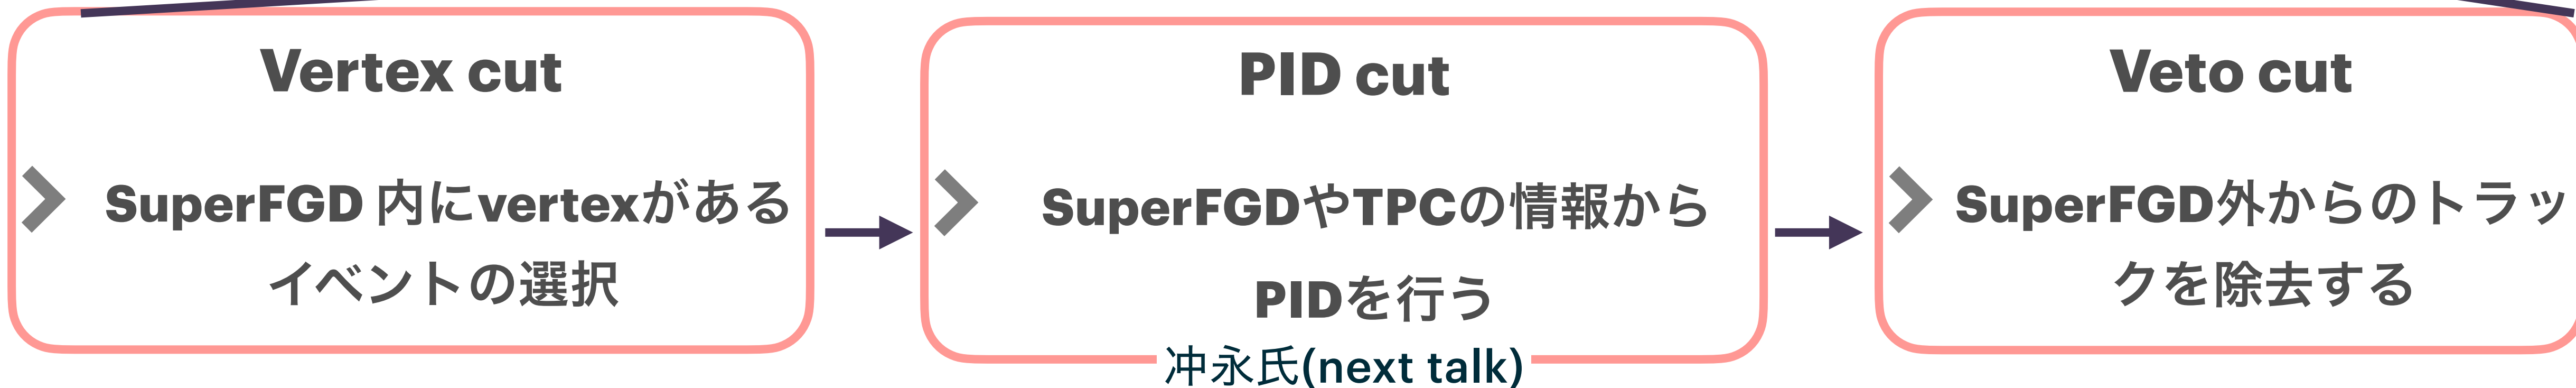 Vertex cut
SuperFGD 内にvertexがある
イベントの選択
PID cut
SuperFGDやTPCの情報から
PIDを行う
冲永氏(next talk)
Veto cut
SuperFGD外からのトラッ
クを除去する